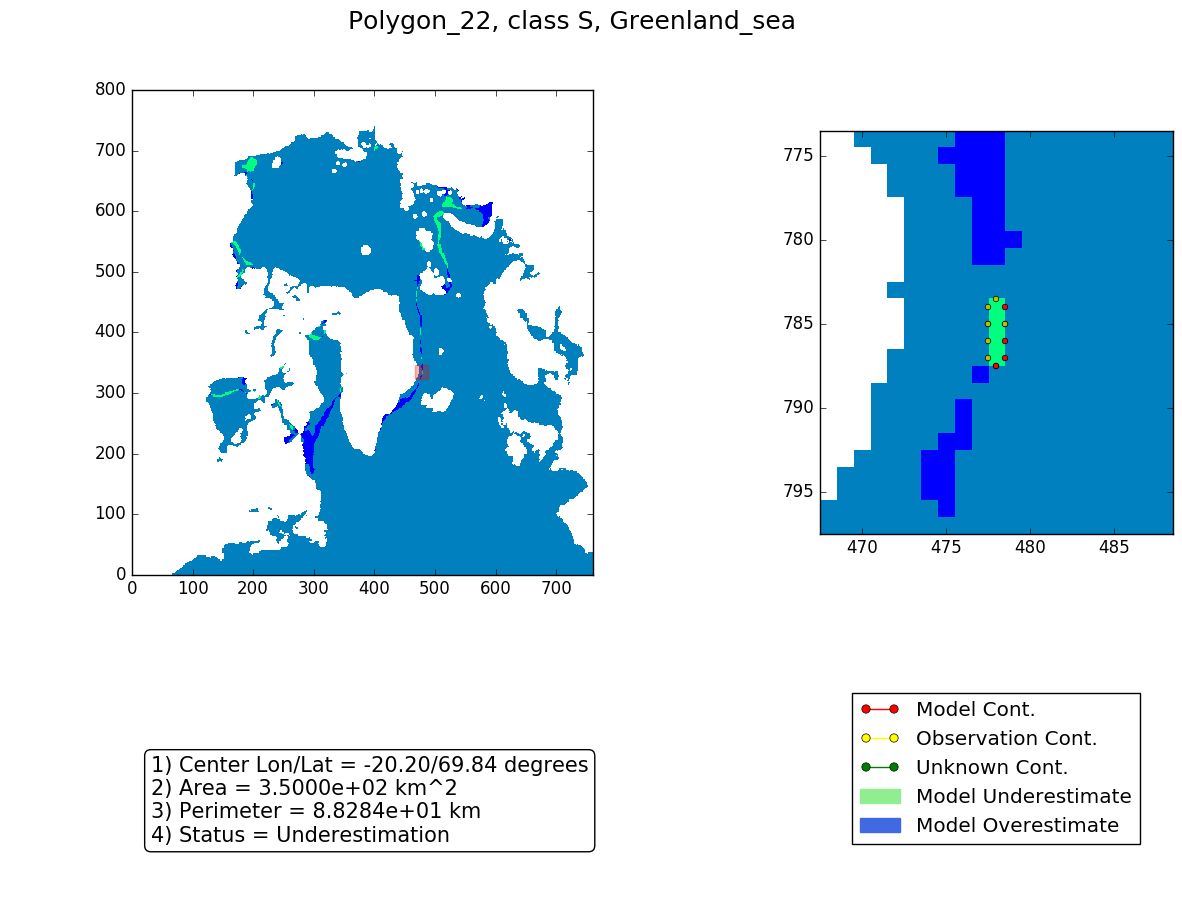 Polygon_22, class S, Greenland_sea
800
700
600
500
400
300
200
100
0
0 100 200 300 400 500 600 700
775
780
785
790
795
470 475 480 485
1) Center Lon/Lat = -20.20/69.84 degrees
2) Area = 3.5000e+02 km^2
3) Perimeter = 8.8284e+01 km
4) Status = Underestimation
Model Cont.
Observation Cont.
Unknown Cont.
Model Underestimate
Model Overestimate